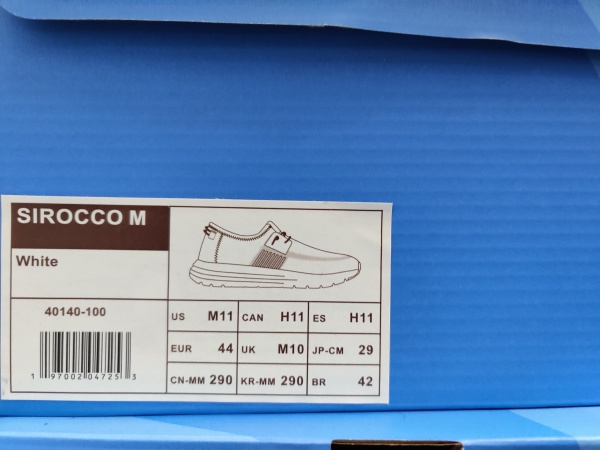 SIROCCO M
White
40140-100
1 97002 04725 3
US M11 CAN H11 ES H11
EUR 44 UK M10 JP-CM 29
CN-MM 290 KR-MM 290 BR 42